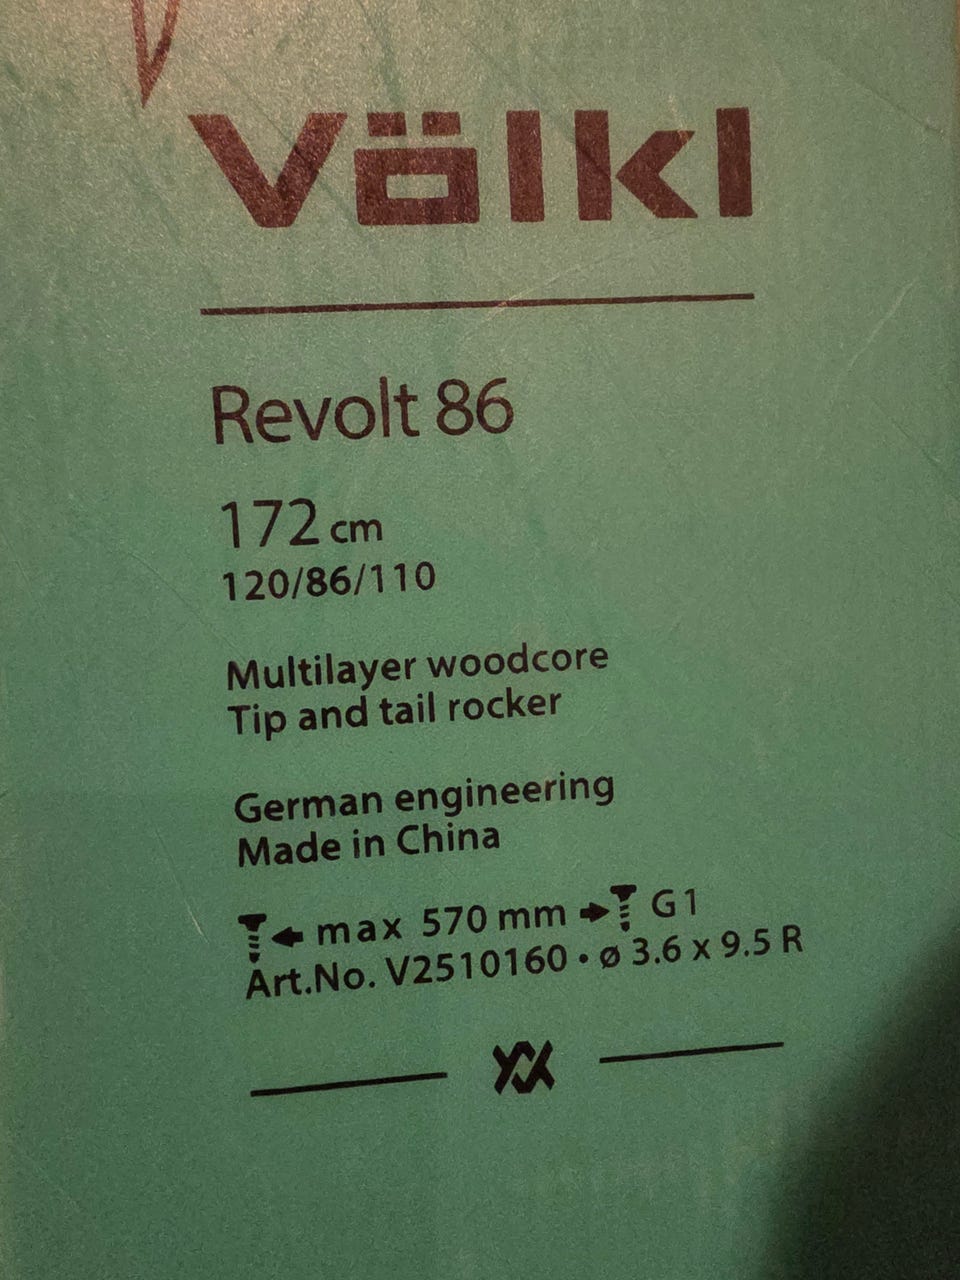 Völkl
Revolt 86
172 cm
120/86/110
Multilayer woodcore
Tip and tail rocker
German engineering
Made in China
max 570 mm G1
Art.No. V2510160 • ø 3.6 x 9.5 R